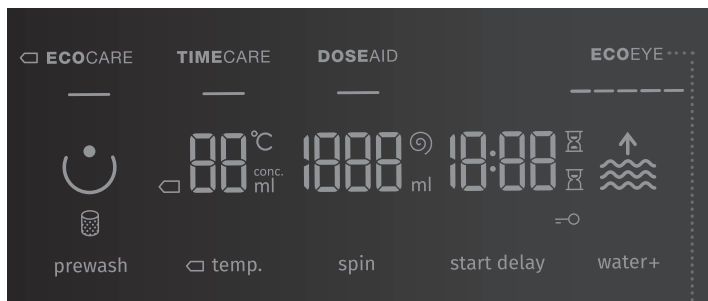 ECOCARE TIMECARE DOSEAID ECOEYE
88 °C 1888 18:88
conc.
ml ml
prewash temp. spin start delay water+